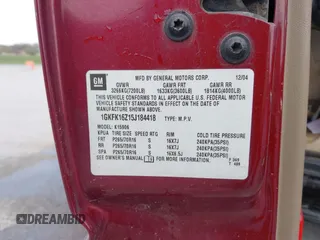 GM
MFD BY GENERAL MOTORS CORP. 12/04
GVWR GAWR FRT GAWR RR
3266KG(7200LB) 1633KG(3600LB) 1814KG(4000LB)
THIS VEHICLE CONFORMS TO ALL APPLICABLE U.S. FEDERAL
MOTOR VEHICLE SAFETY STANDARDS IN EFFECT ON THE DATE
OF MANUFACTURE SHOWN ABOVE.
1GKFK16Z15J184418 TYPE: M.P.V.
MODEL: K15906
TIRE SIZE SPEED RTG RIM COLD TIRE PRESSURE
FRT P265/70R16 S 16X7J 240KPA(35PSI)
RR P265/70R16 S 16X7J 240KPA(35PSI)
SPA P265/70R16 S 16X6.5J 240KPA(35PSI)
SEE OWNER'S MANUAL FOR MORE INFORMATION.
RIDESAFELY